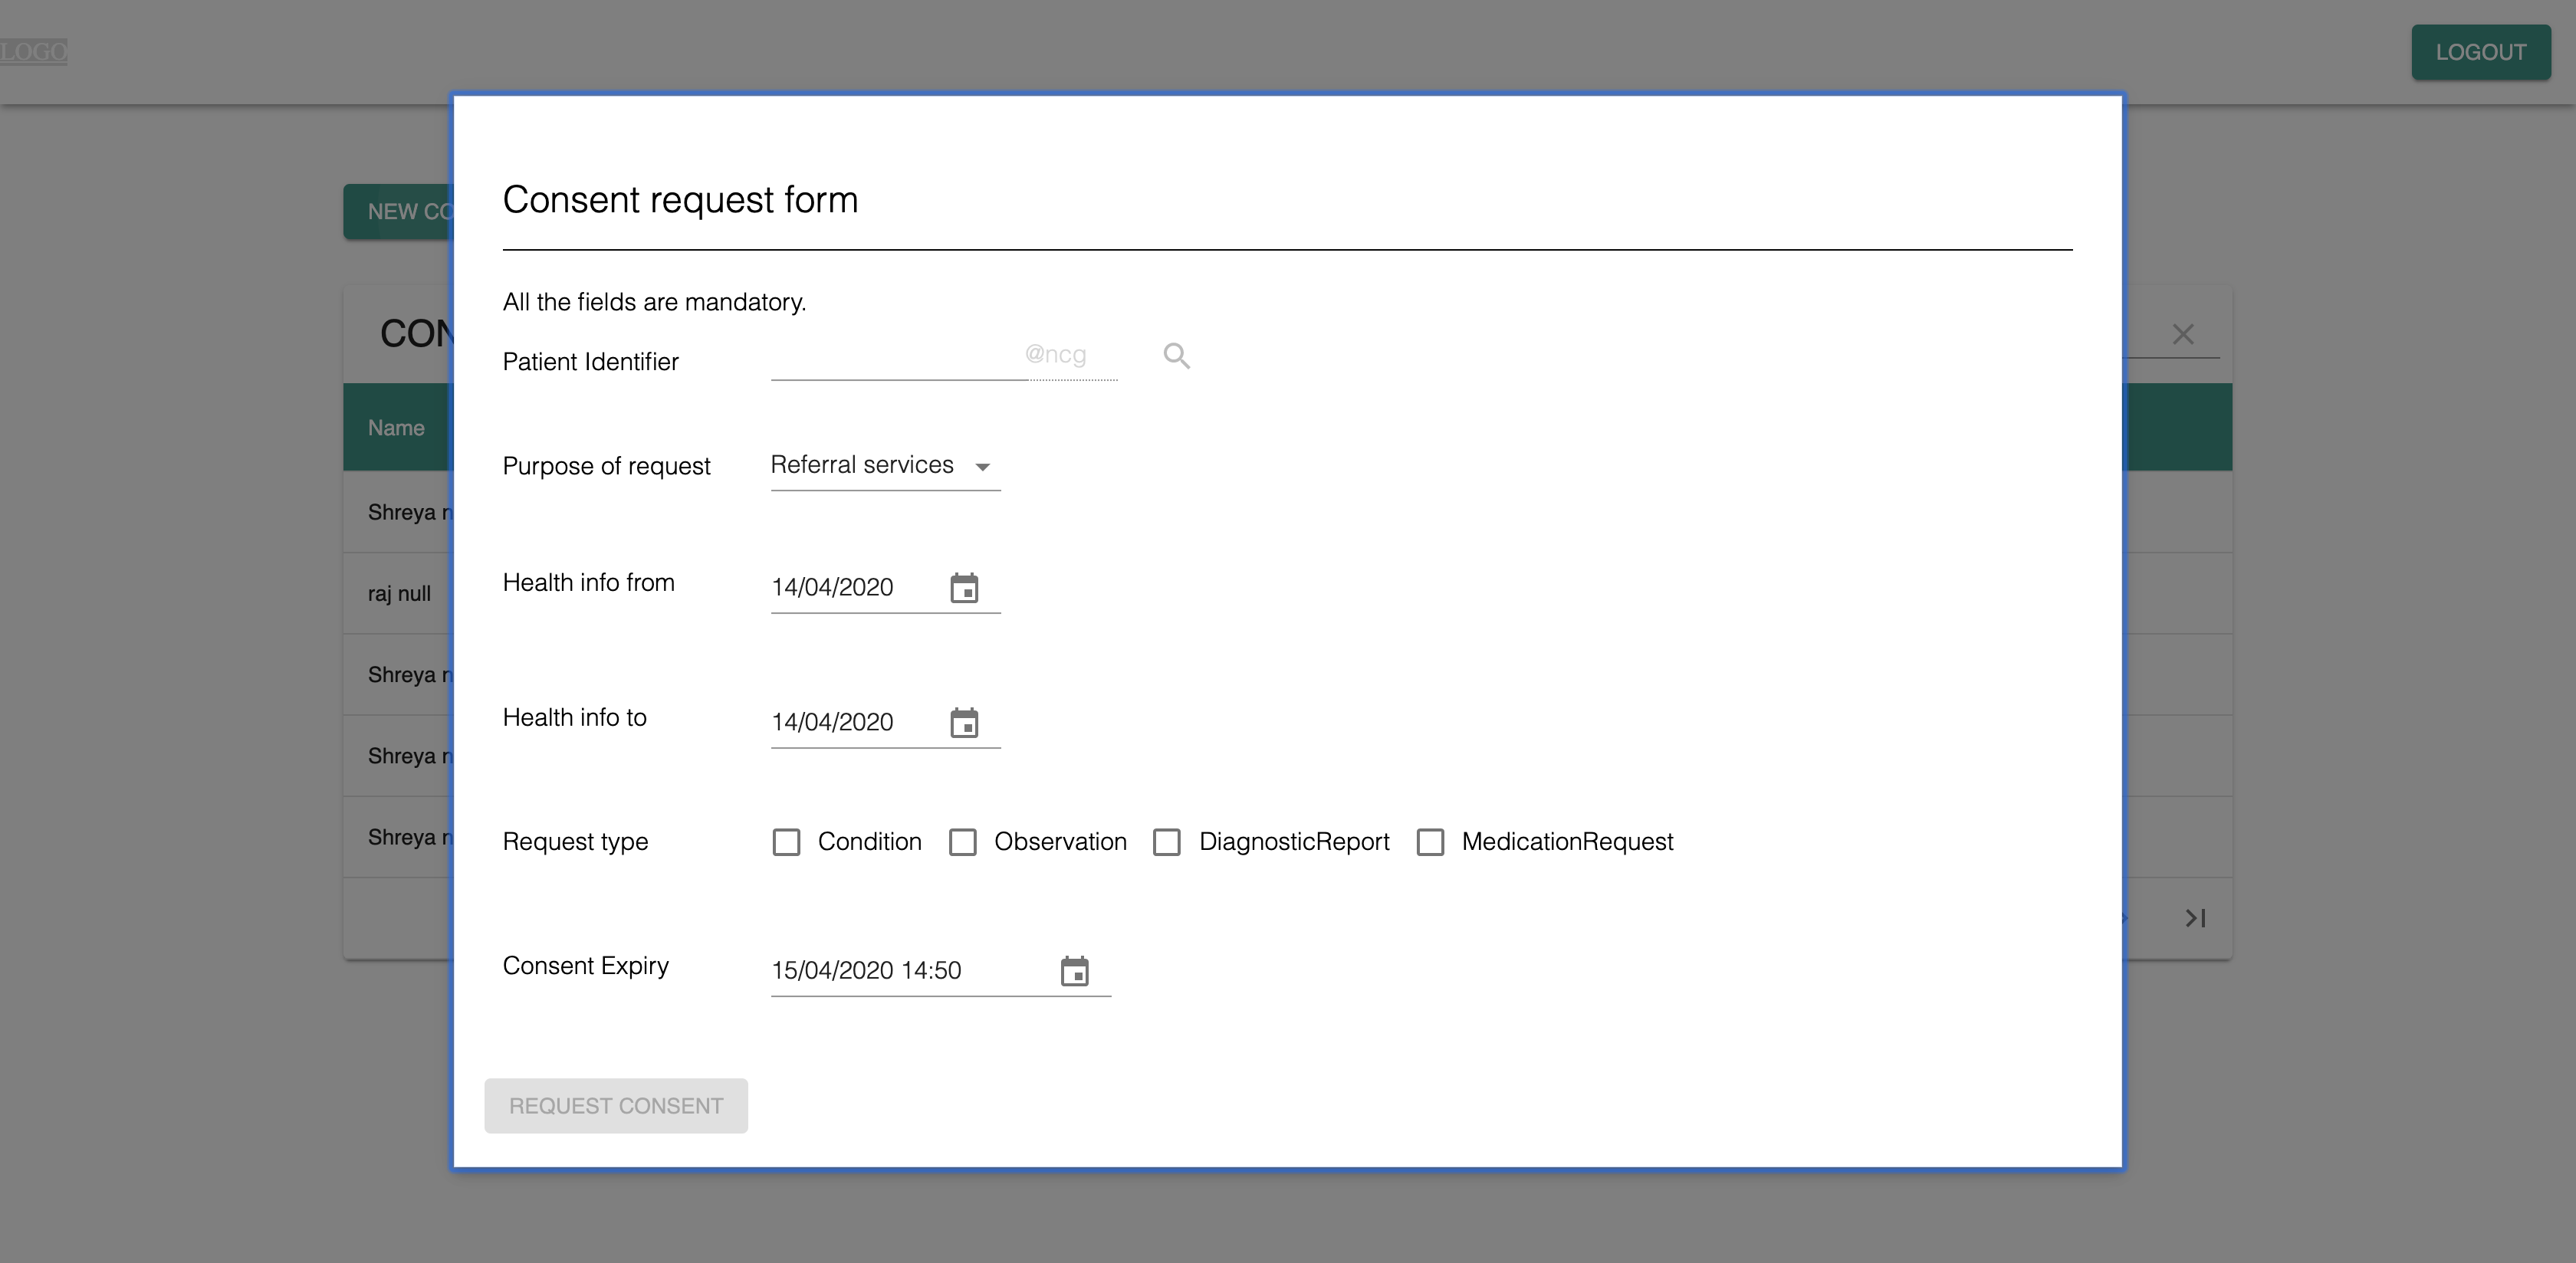 LOGO
LOGOUT
NEW CO
Consent request form
All the fields are mandatory.
CON
Patient Identifier @ncg
Name
Purpose of request Referral services
Shreya n
Health info from 14/04/2020
raj null
Shreya n
Health info to 14/04/2020
Shreya n
Request type Condition Observation DiagnosticReport MedicationRequest
Shreya n
Consent Expiry 15/04/2020 14:50
REQUEST CONSENT